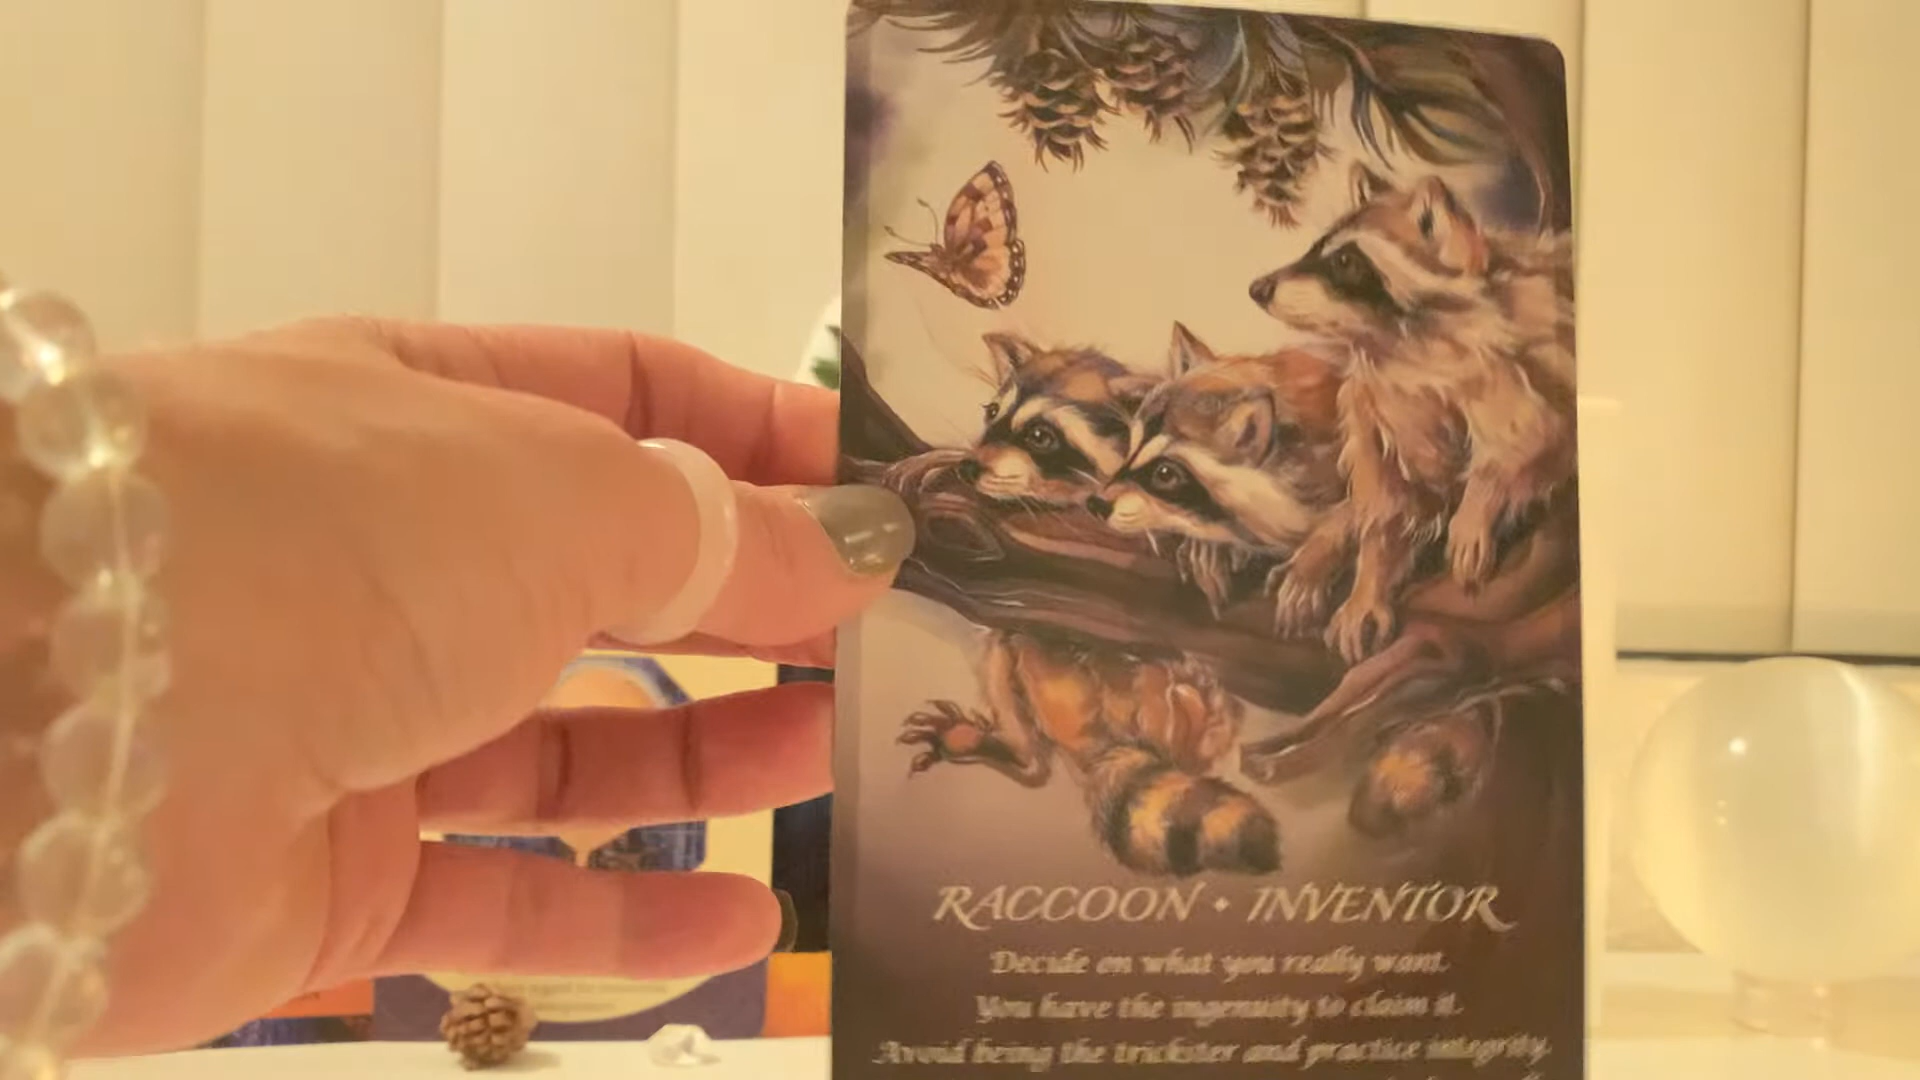 RACCOON • INVENTOR
Decide on what you really want.
You have the ingenuity to claim it.
Avoid being the trickster and practice integrity.